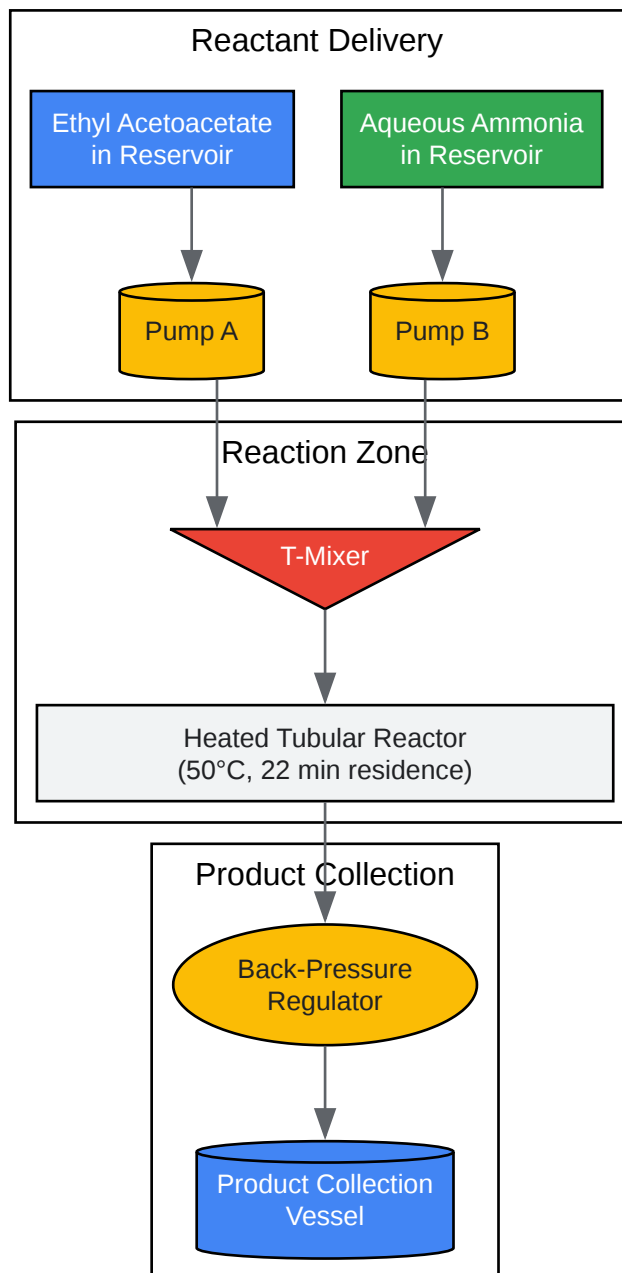 Reactant Delivery
Ethyl Acetoacetate
in Reservoir
Aqueous Ammonia
in Reservoir
Pump A
Pump B
Reaction Zone
T-Mixer
Heated Tubular Reactor
(50°C, 22 min residence)
Product Collection
Back-Pressure
Regulator
Product Collection
Vessel